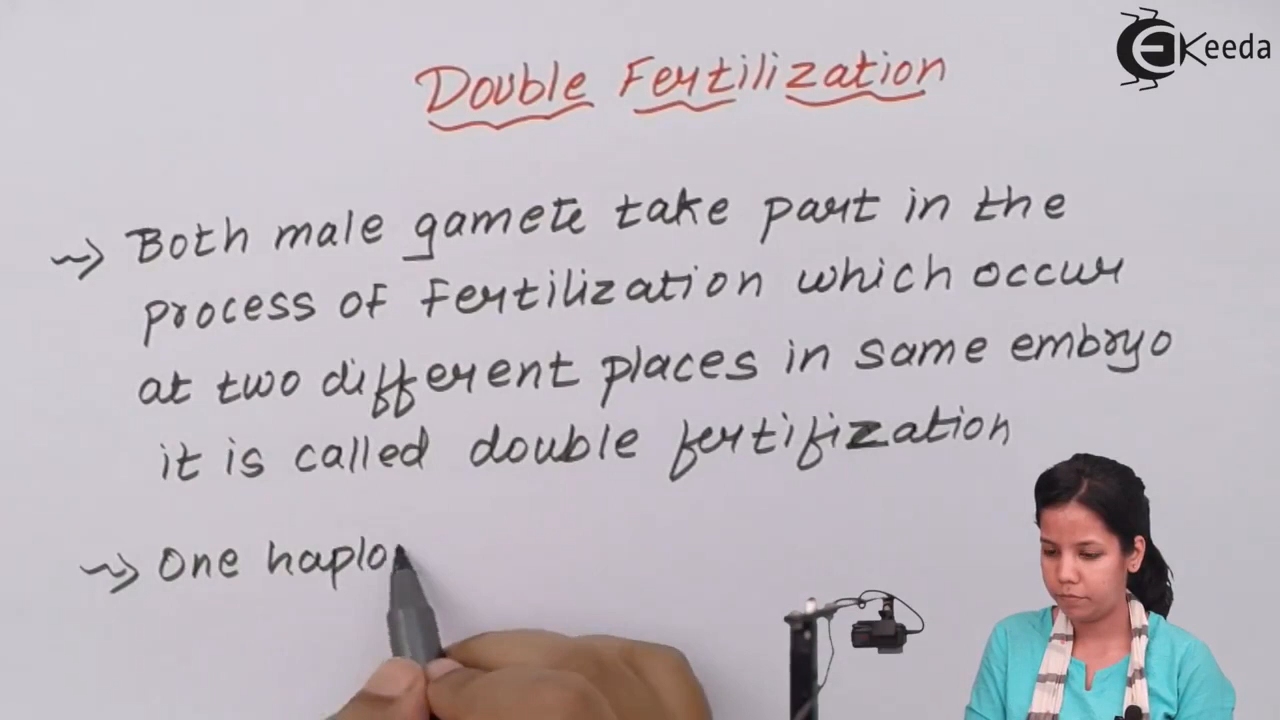 EKeeda
Double Fertilization
Both male gamete take part in the
process of fertilization which occur
at two different places in same embryo
it is called double fertifization
One haplo